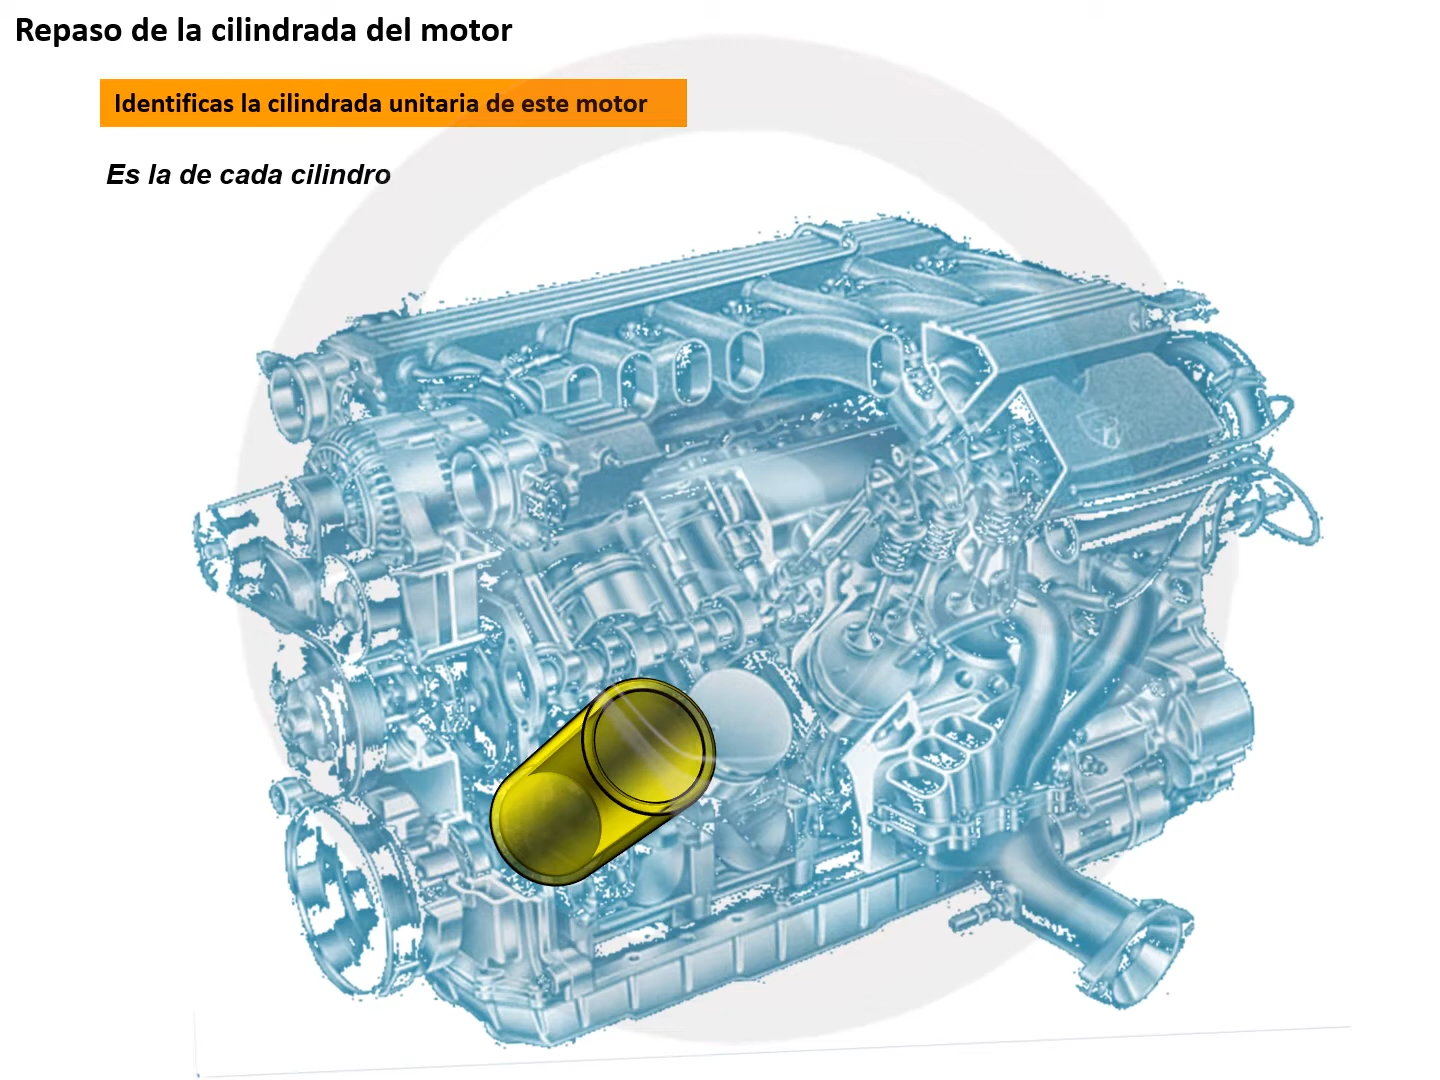 Repaso de la cilindrada del motor
Identificas la cilindrada unitaria de este motor
Es la de cada cilindro